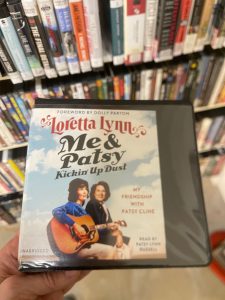 FOREWORD BY DOLLY PARTON
Loretta Lynn
Me &
Patsy
Kickin' Up Dust
MY
FRIENDSHIP
WITH
PATSY CLINE
READ BY
PATSY LYNN
RUSSELL
UNABRIDGED